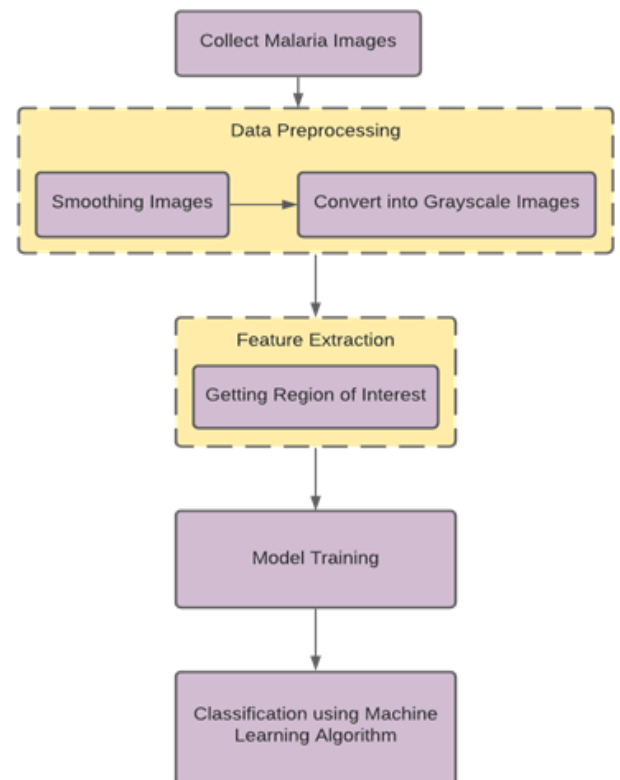 Collect Malaria Images
Data Preprocessing
Smoothing Images
Convert into Grayscale Images
Feature Extraction
Getting Region of Interest
Model Training
Classification using Machine
Learning Algorithm